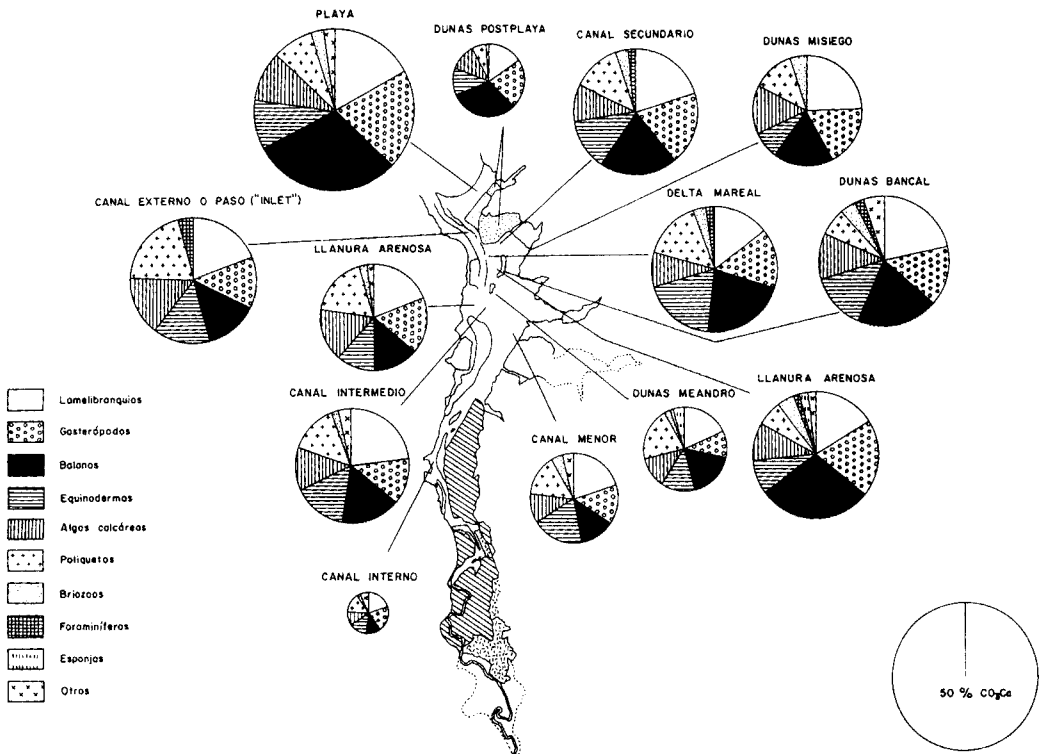 PLAYA
DUNAS POSTPLAYA
CANAL SECUNDARIO
DUNAS MISIEGO
CANAL EXTERNO O PASO ("INLET")
LLANURA ARENOSA
DELTA MAREAL
DUNAS BANCAL
CANAL INTERMEDIO
CANAL MENOR
DUNAS MEANDRO
LLANURA ARENOSA
CANAL INTERNO
Lamelibranquios
Gasterópodos
Balanos
Equinodermos
Algas calcáreas
Poliquetos
Briozoos
Foraminíferos
Esponjas
Otros
50 % CO3Ca